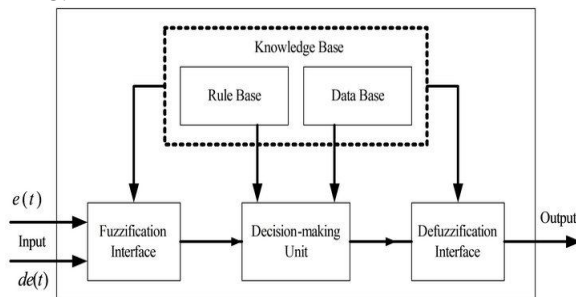 Knowledge Base
Rule Base
Data Base
e(t)
Input
de(t)
Fuzzification
Interface
Decision-making
Unit
Defuzzification
Interface
Output